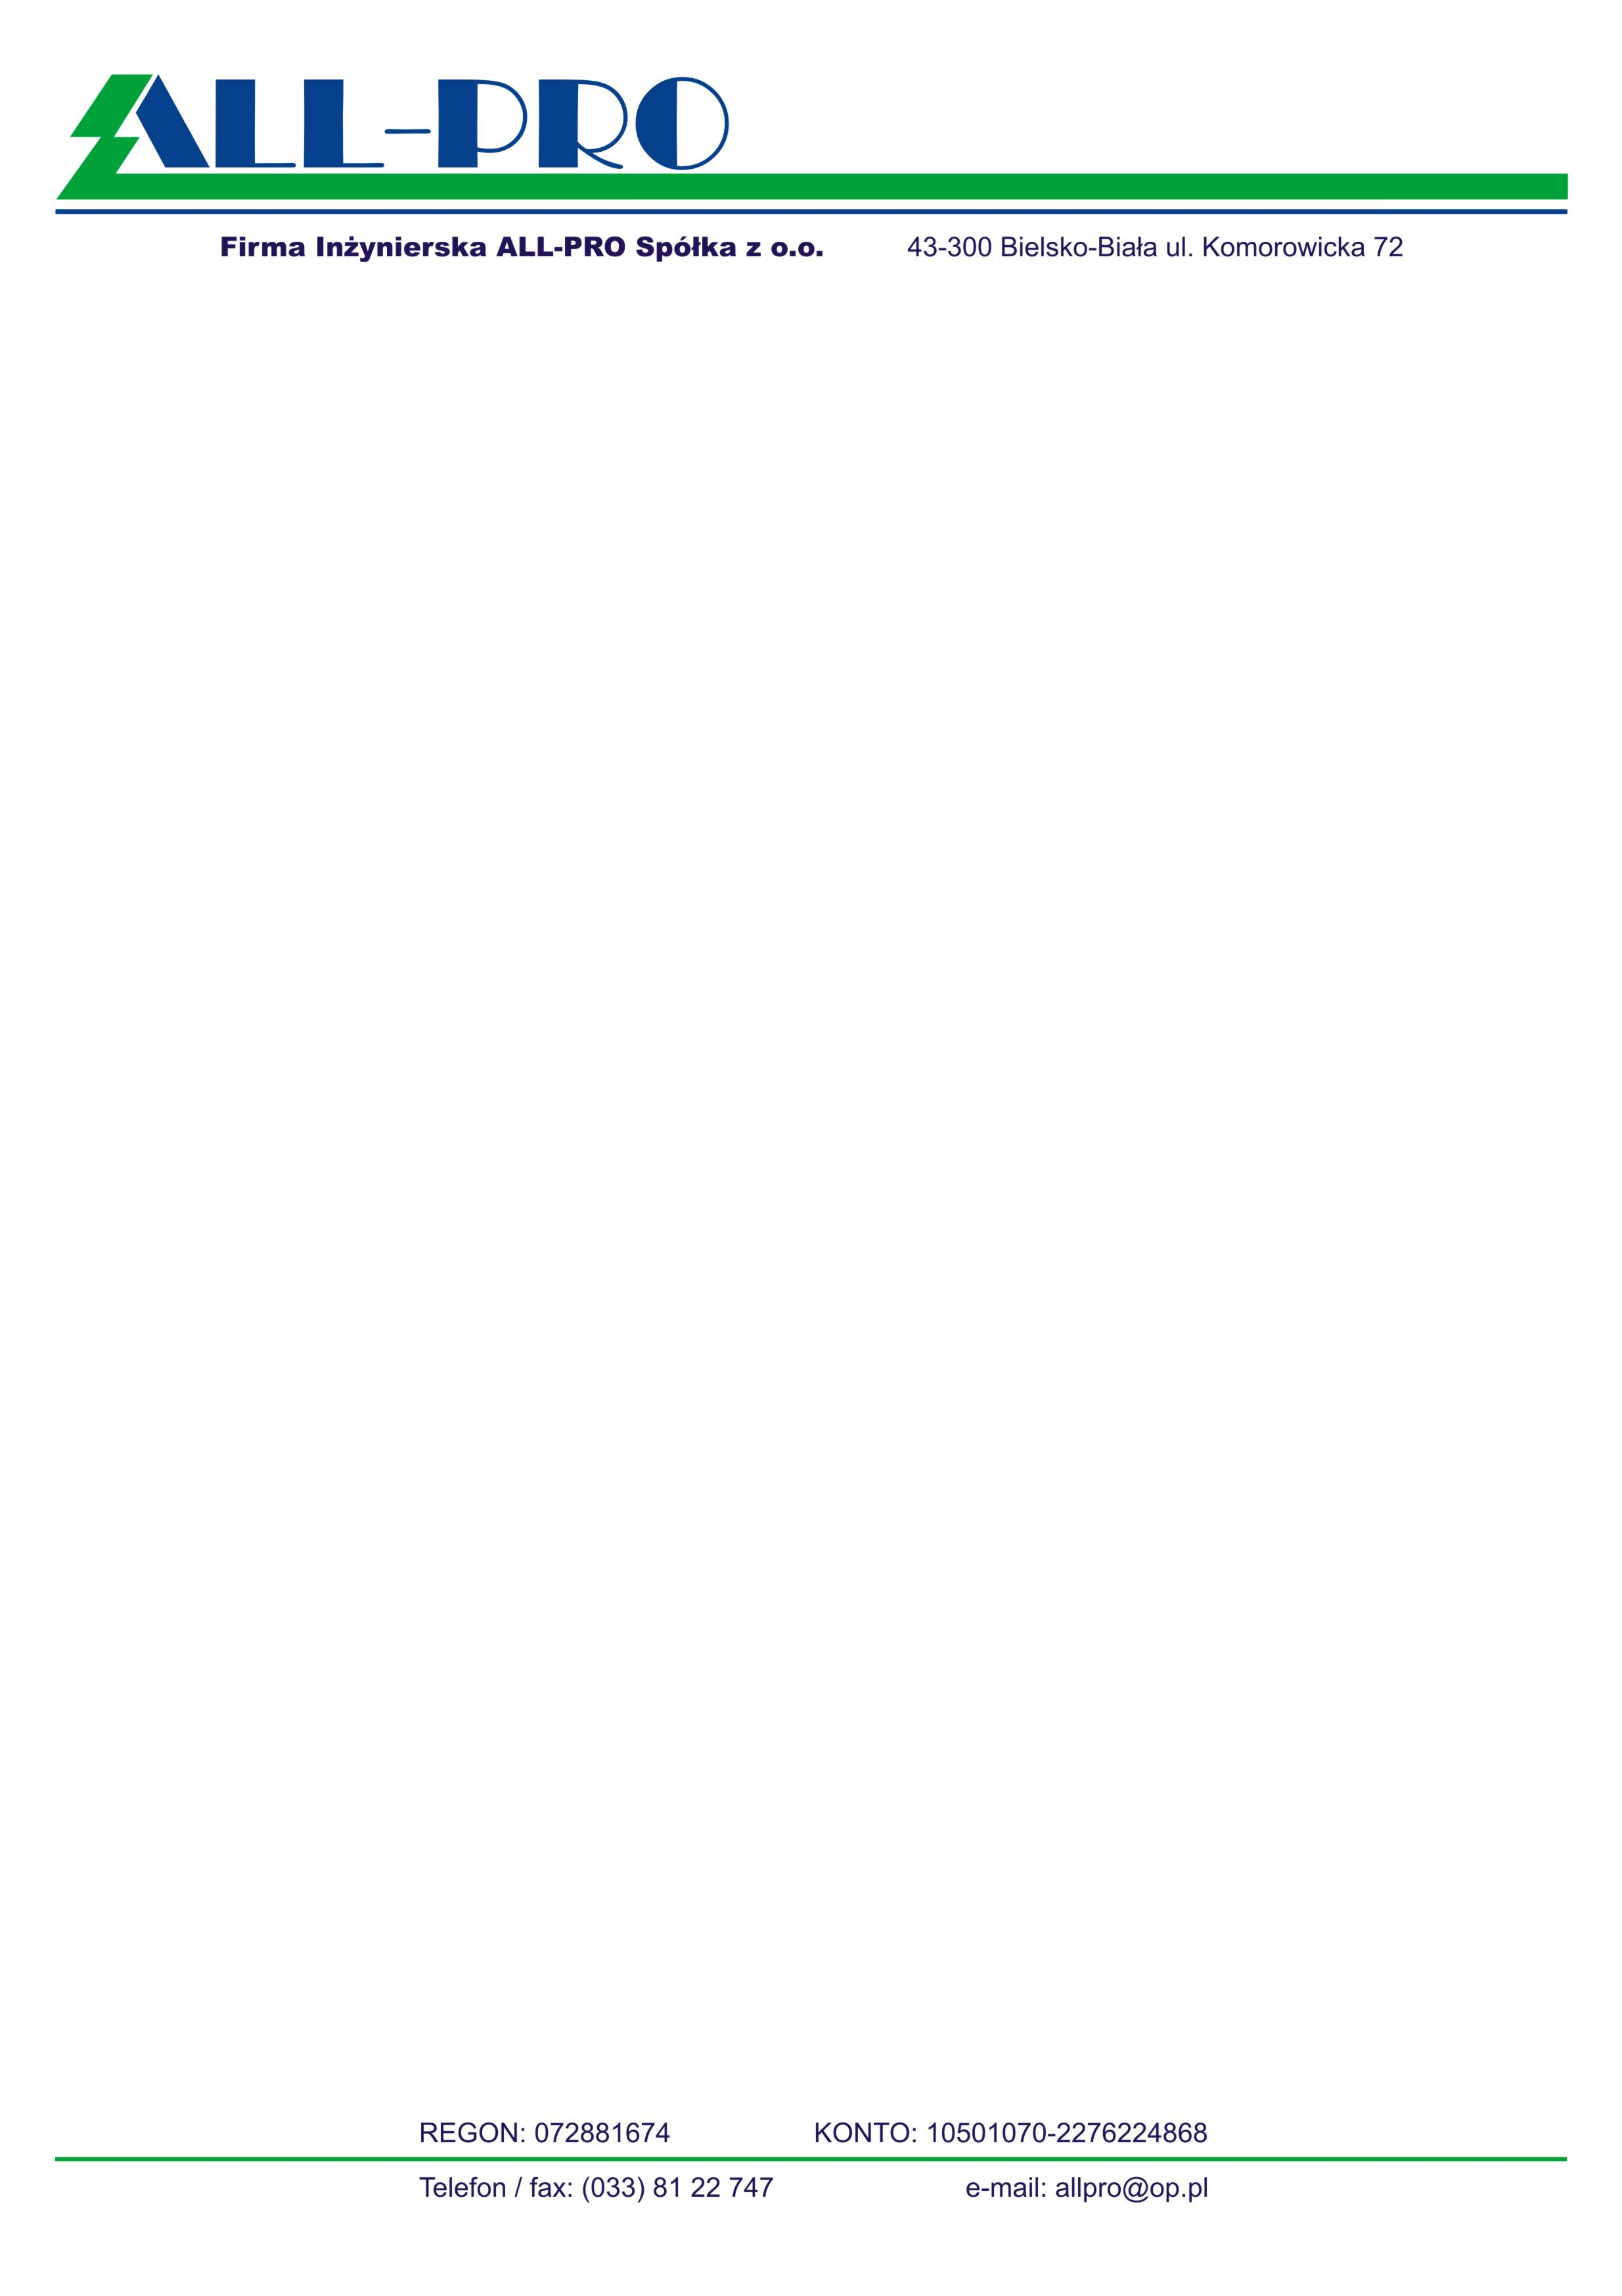 ALL-PRO
Firma Inżynierska ALL-PRO Spółka z o.o. 43-300 Bielsko-Biała ul. Komorowicka 72
REGON: 072881674 KONTO: 10501070-2276224868
Telefon / fax: (033) 81 22 747 e-mail: allpro@op.pl